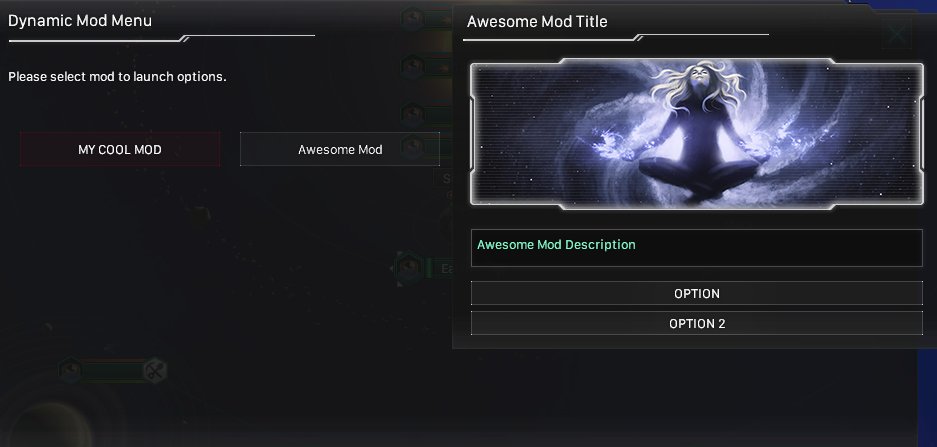 Dynamic Mod Menu
Please select mod to launch options.
MY COOL MOD
Awesome Mod
Awesome Mod Title
Awesome Mod Description
OPTION
OPTION 2